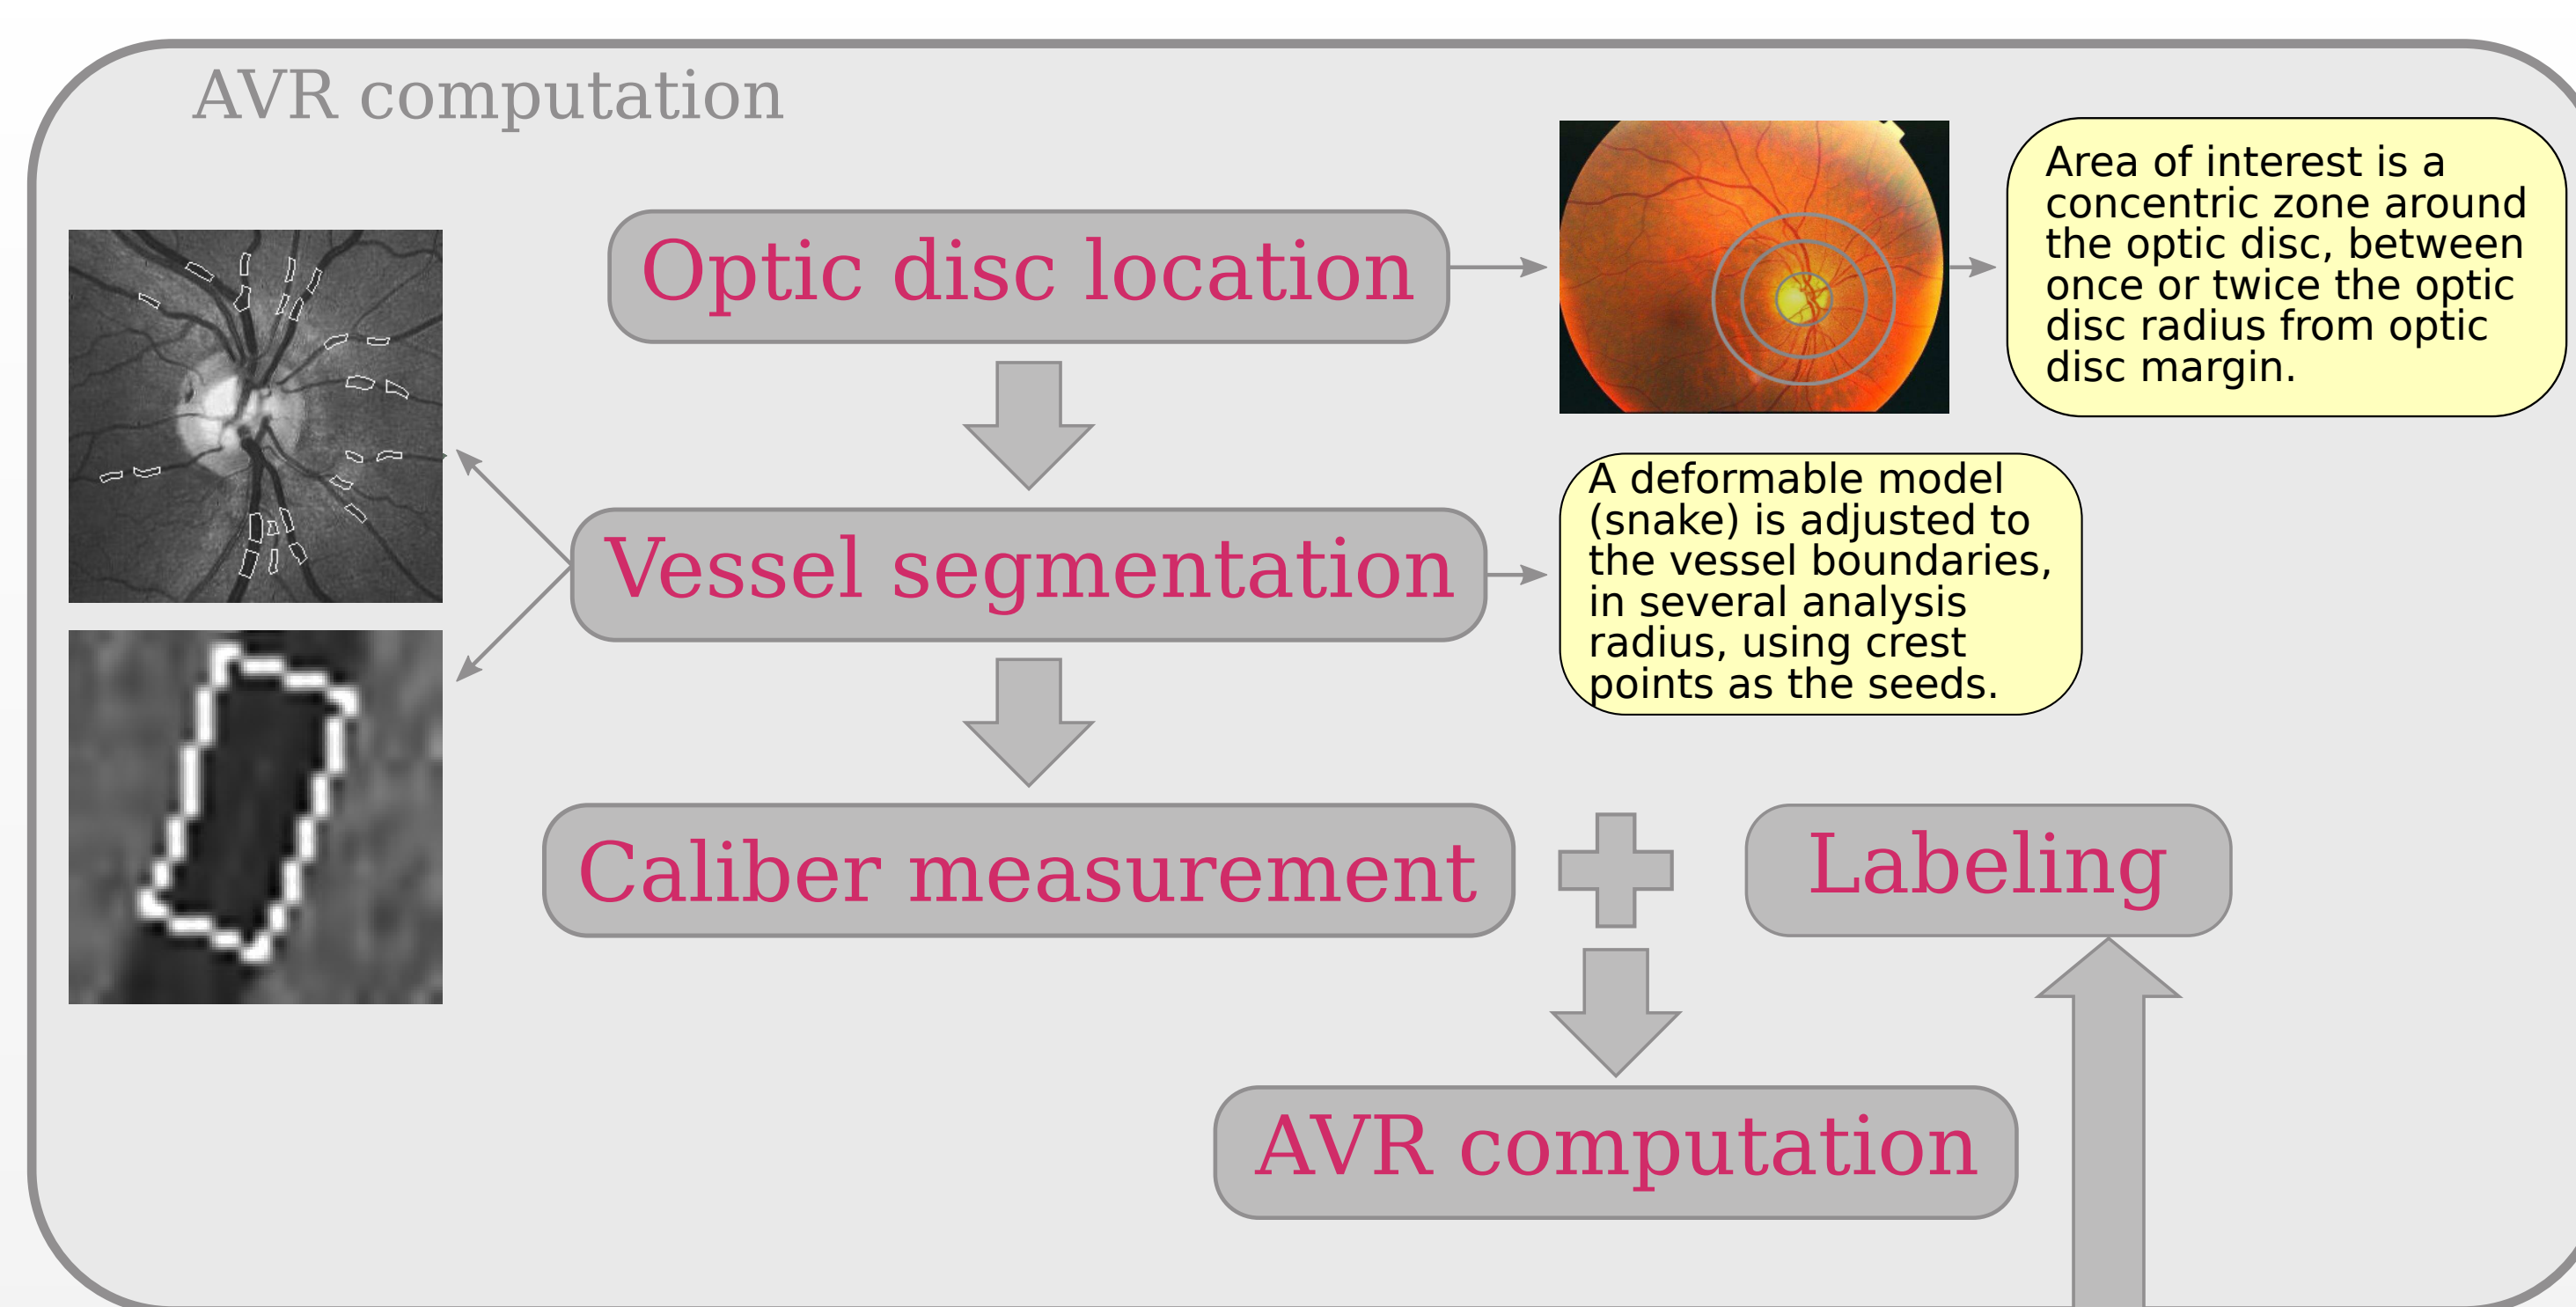 AVR computation
Optic disc location
Area of interest is a
concentric zone around
the optic disc, between
once or twice the optic
disc radius from optic
disc margin.
Vessel segmentation
A deformable model
(snake) is adjusted to
the vessel boundaries,
in several analysis
radius, using crest
points as the seeds.
Caliber measurement
Labeling
AVR computation